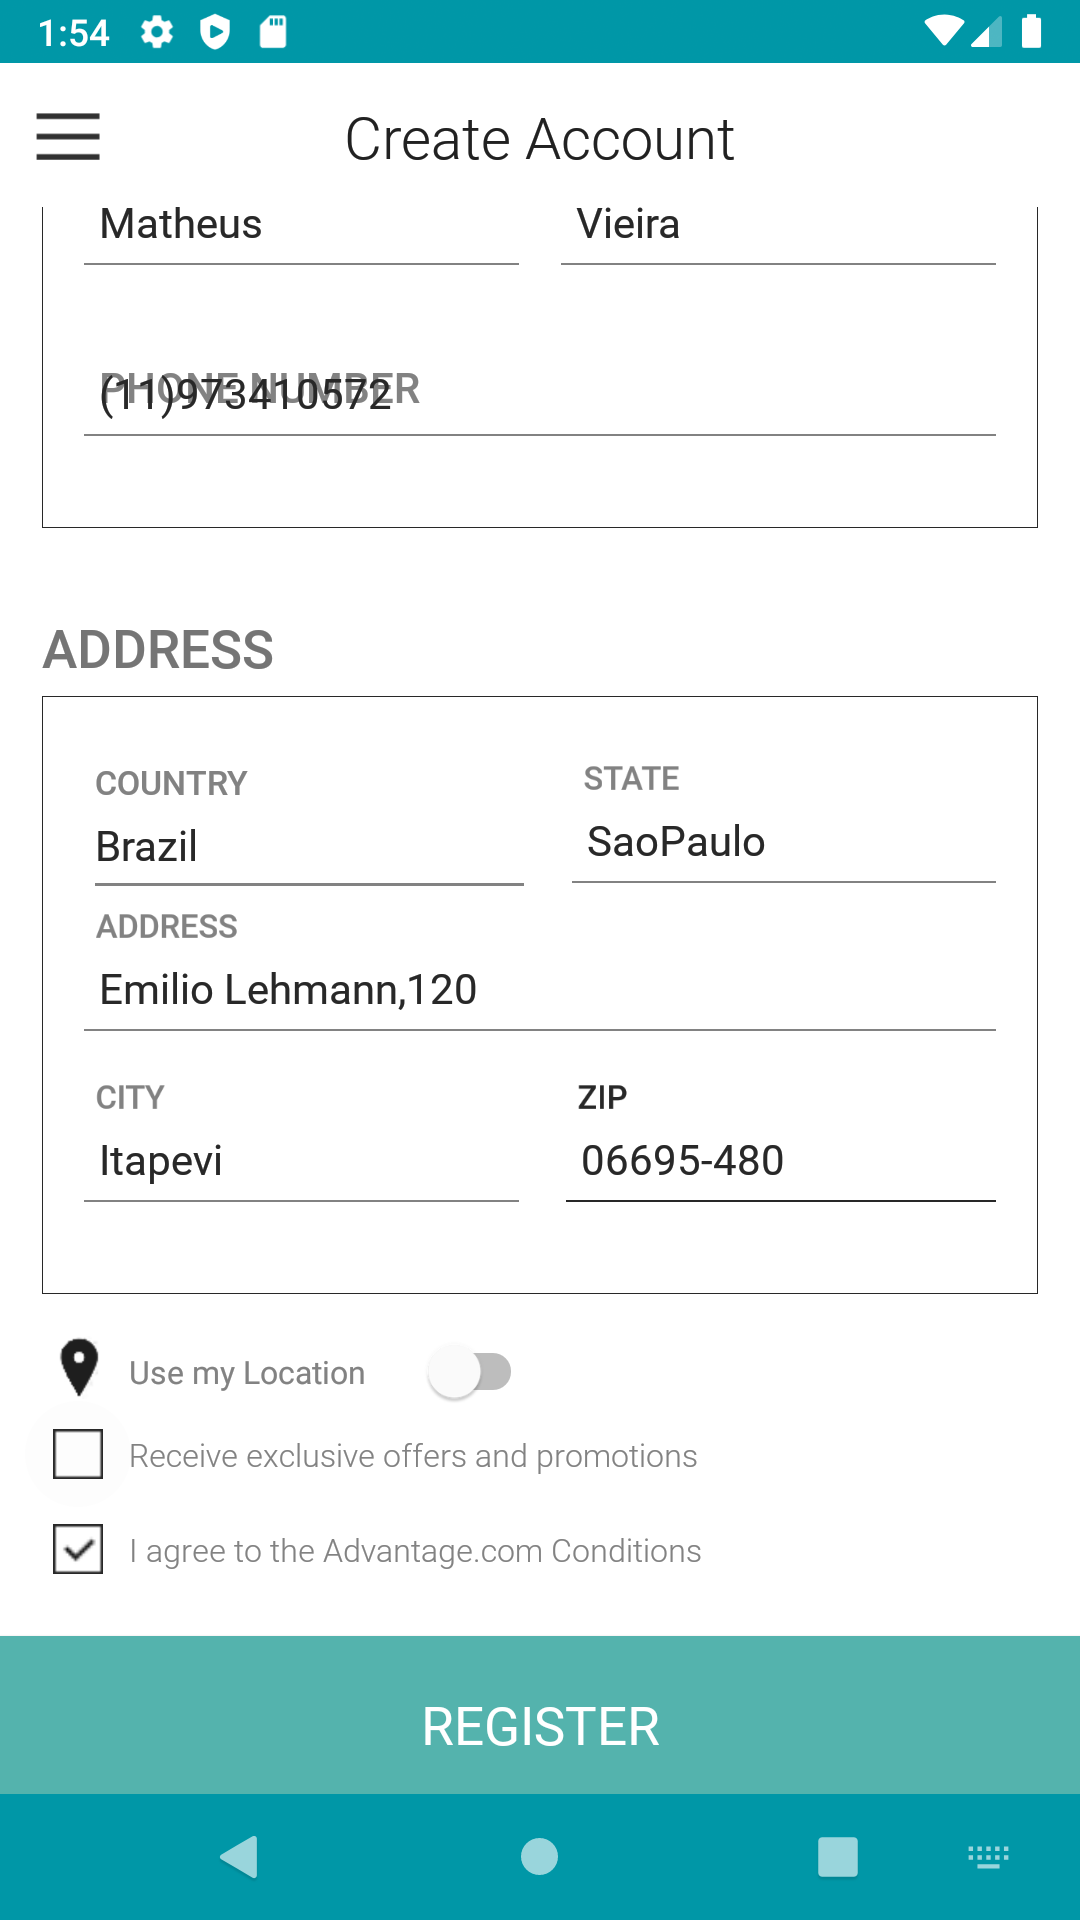 1:54
Create Account
Matheus
Vieira
PHONE NUMBER
(11)973410572
ADDRESS
COUNTRY
STATE
Brazil
SaoPaulo
ADDRESS
Emilio Lehmann,120
CITY
ZIP
Itapevi
06695-480
Use my Location
Receive exclusive offers and promotions
I agree to the Advantage.com Conditions
REGISTER